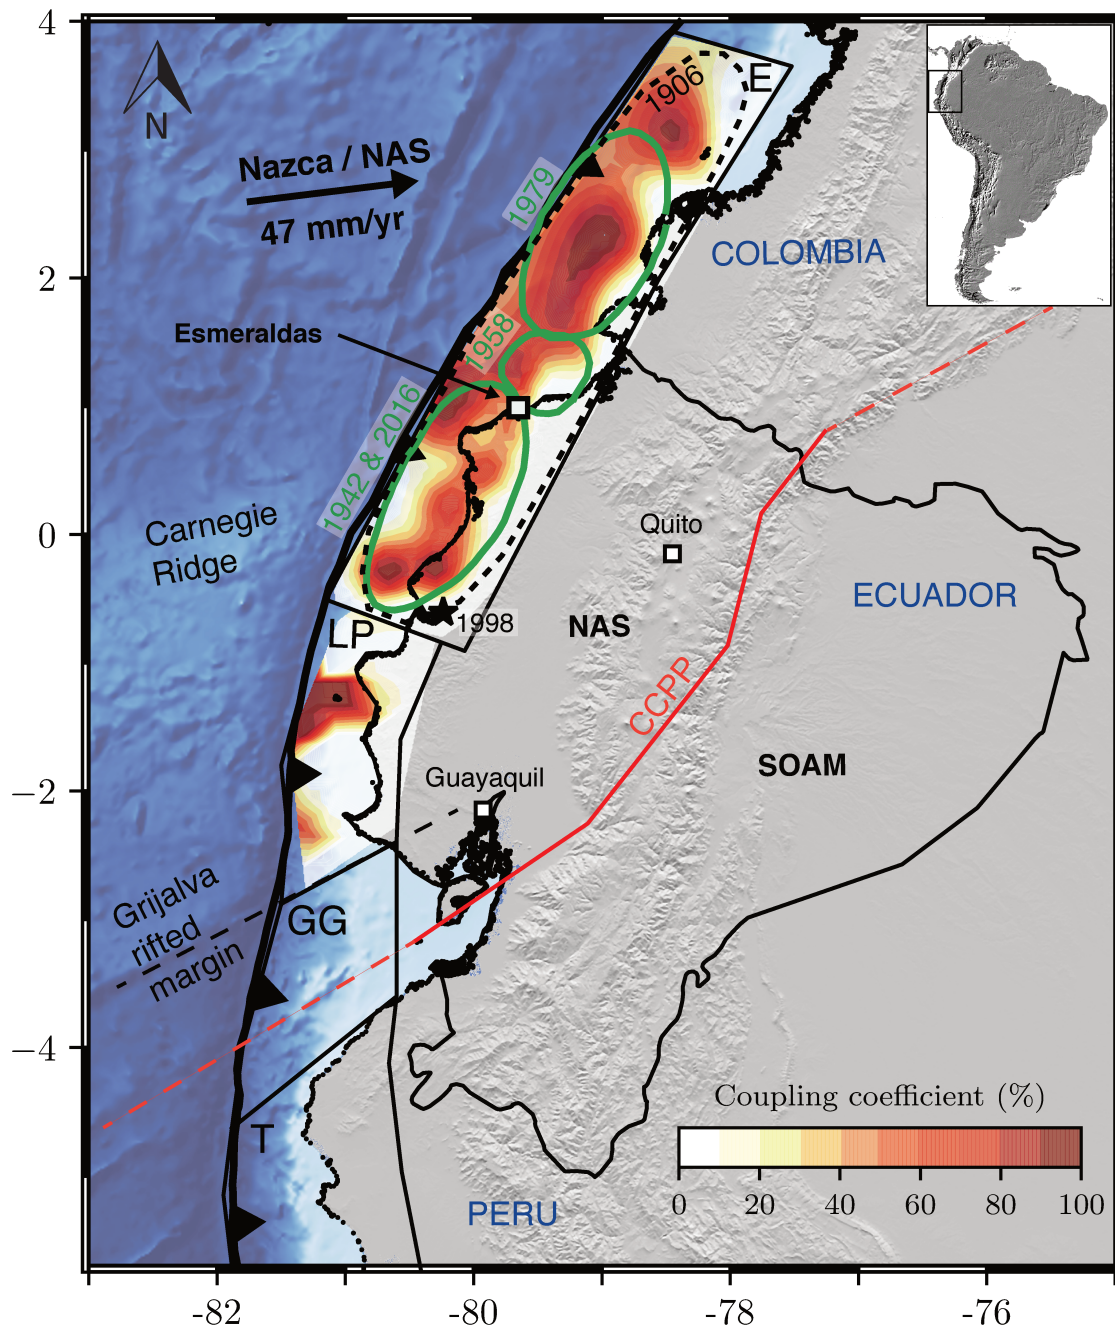 4
2
0
−2
−4
-82
-80
-78
-76
N
Nazca / NAS
47 mm/yr
E
1906
1979
COLOMBIA
Esmeraldas
1958
1942 & 2016
Carnegie
Ridge
Quito
ECUADOR
LP
1998
NAS
CCPP
SOAM
Guayaquil
Grijalva
rifted
margin
GG
T
PERU
Coupling coefficient (%)
0 20 40 60 80 100